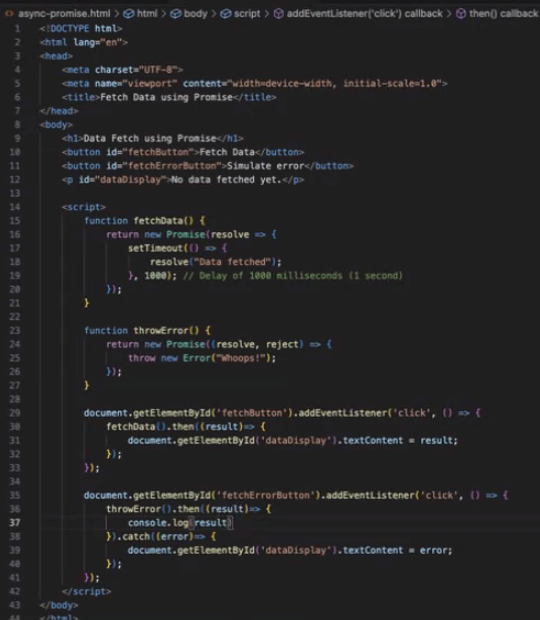 async-promise.html > html > body > script > addEventListener('click') callback > then() callback
1 <!DOCTYPE html>
2 <html lang="en">
3 <head>
4 <meta charset="UTF-8">
5 <meta name="viewport" content="width=device-width, initial-scale=1.0">
6 <title>Fetch Data using Promise</title>
7 </head>
8 <body>
9 <h1>Data Fetch using Promise</h1>
10 <button id="fetchButton">Fetch Data</button>
11 <button id="fetchErrorButton">Simulate error</button>
12 <p id="dataDisplay">No data fetched yet.</p>
13
14 <script>
15 function fetchData() {
16 return new Promise(resolve => {
17 setTimeout(() => {
18 resolve("Data fetched");
19 }, 1000); // Delay of 1000 milliseconds (1 second)
20 });
21 }
22
23 function throwError() {
24 return new Promise((resolve, reject) => {
25 throw new Error("Whoops!");
26 });
27 }
28
29 document.getElementById('fetchButton').addEventListener('click', () => {
30 fetchData().then((result)=> {
31 document.getElementById('dataDisplay').textContent = result;
32 });
33 });
34
35 document.getElementById('fetchErrorButton').addEventListener('click', () => {
36 throwError().then((result)=> {
37 console.log(result)
38 }).catch((error)=> {
39 document.getElementById('dataDisplay').textContent = error;
40 });
41 });
42 </script>
43 </body>
44 </html>